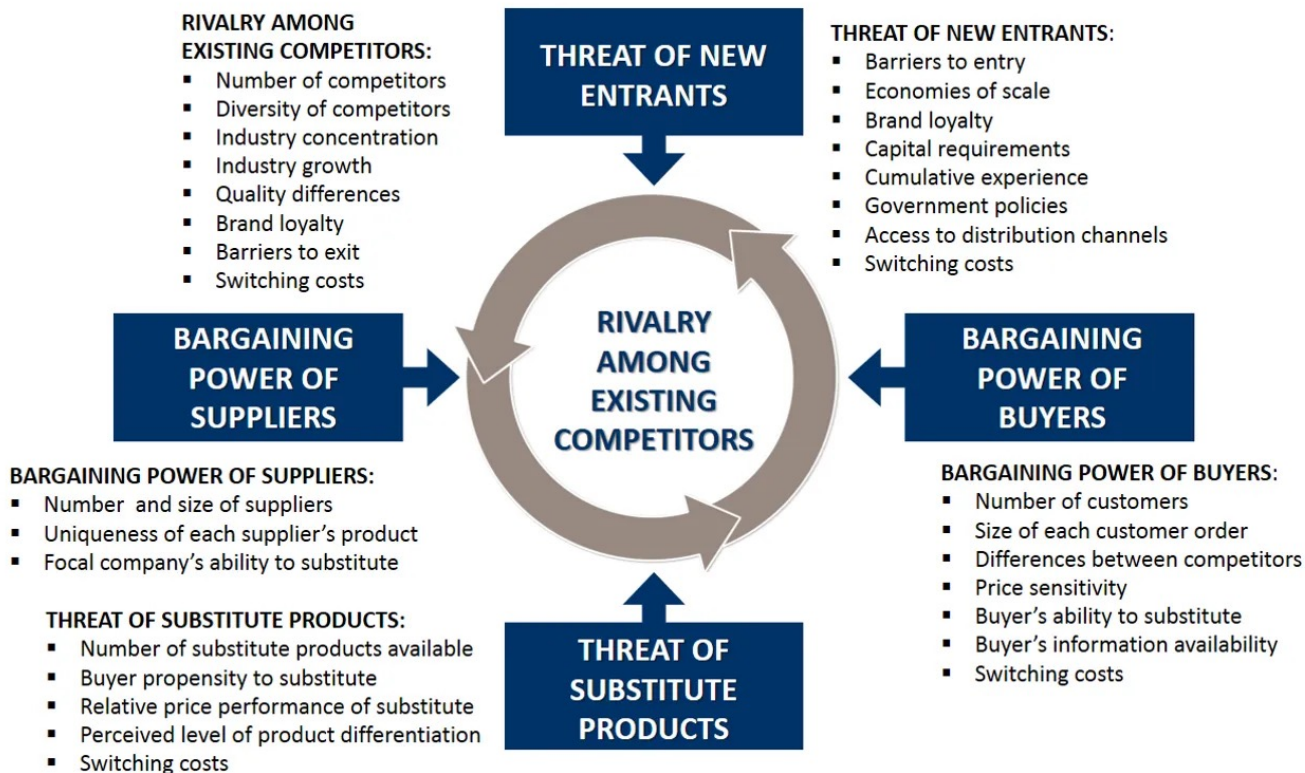 RIVALRY AMONG
EXISTING COMPETITORS:
▪ Number of competitors
▪ Diversity of competitors
▪ Industry concentration
▪ Industry growth
▪ Quality differences
▪ Brand loyalty
▪ Barriers to exit
▪ Switching costs
THREAT OF NEW
ENTRANTS
THREAT OF NEW ENTRANTS:
▪ Barriers to entry
▪ Economies of scale
▪ Brand loyalty
▪ Capital requirements
▪ Cumulative experience
▪ Government policies
▪ Access to distribution channels
▪ Switching costs
BARGAINING
POWER OF
SUPPLIERS
RIVALRY
AMONG
EXISTING
COMPETITORS
BARGAINING
POWER OF
BUYERS
BARGAINING POWER OF SUPPLIERS:
▪ Number and size of suppliers
▪ Uniqueness of each supplier’s product
▪ Focal company’s ability to substitute
BARGAINING POWER OF BUYERS:
▪ Number of customers
▪ Size of each customer order
▪ Differences between competitors
▪ Price sensitivity
▪ Buyer’s ability to substitute
▪ Buyer’s information availability
▪ Switching costs
THREAT OF SUBSTITUTE PRODUCTS:
▪ Number of substitute products available
▪ Buyer propensity to substitute
▪ Relative price performance of substitute
▪ Perceived level of product differentiation
▪ Switching costs
THREAT OF
SUBSTITUTE
PRODUCTS